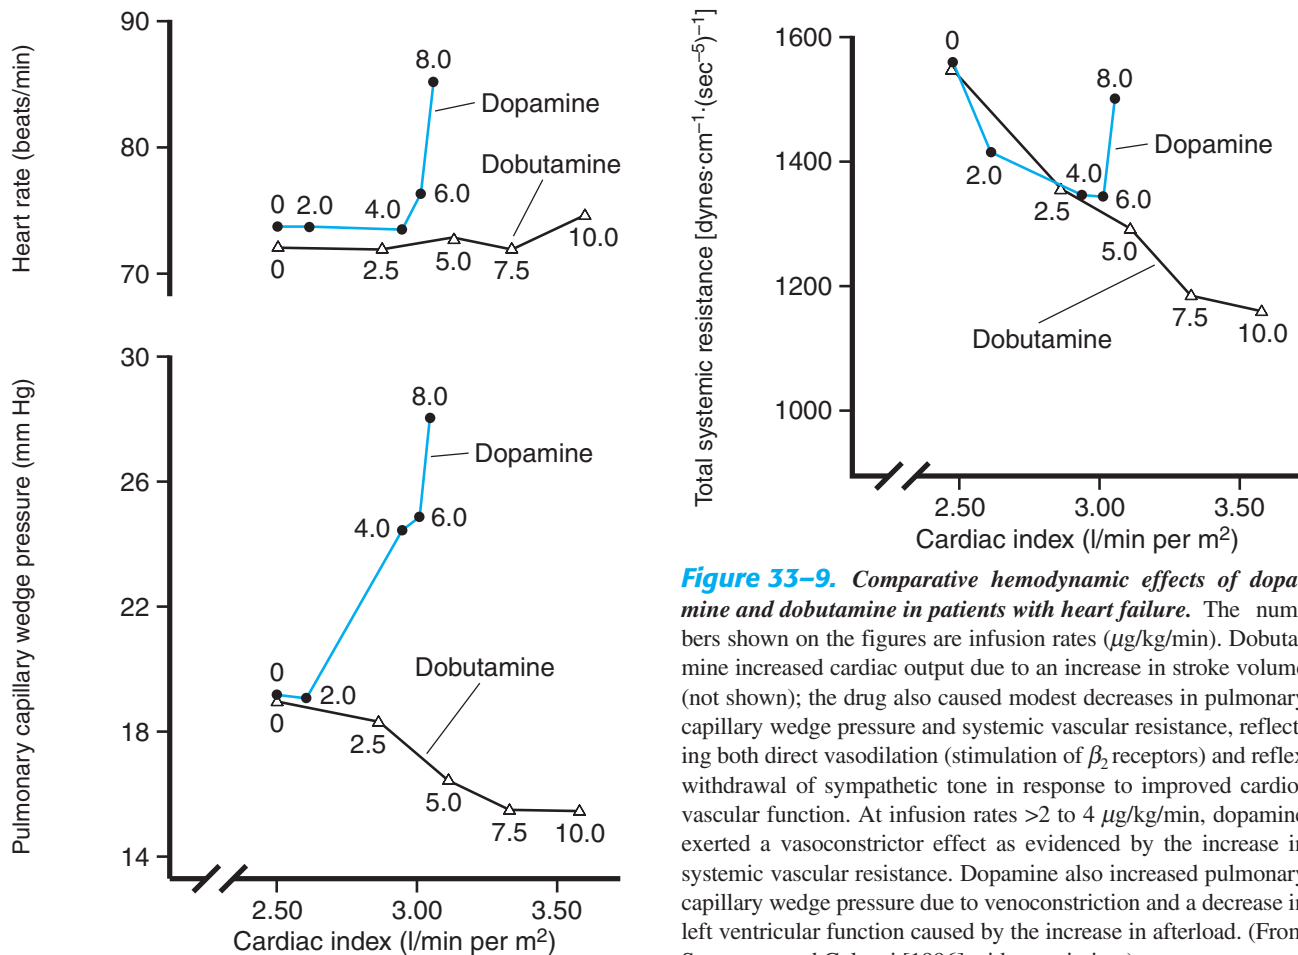 Heart rate (beats/min)
90
80
70
8.0
Dopamine
Dobutamine
0 2.0
4.0
6.0
0
2.5
5.0
7.5
10.0
Pulmonary capillary wedge pressure (mm Hg)
30
26
22
18
14
8.0
Dopamine
4.0
6.0
Dobutamine
0
2.0
0
2.5
5.0
7.5
10.0
2.50
3.00
3.50
Cardiac index (l/min per m²)
Total systemic resistance [dynes·cm⁻¹ (sec⁻⁵)⁻¹]
1600
1400
1200
1000
0
8.0
Dopamine
2.0
4.0
2.5
6.0
5.0
Dobutamine
7.5
10.0
2.50
3.00
3.50
Cardiac index (l/min per m²)
Figure 33–9. Comparative hemodynamic effects of dopa
mine and dobutamine in patients with heart failure. The num
bers shown on the figures are infusion rates (μg/kg/min). Dobuta
mine increased cardiac output due to an increase in stroke volume
(not shown); the drug also caused modest decreases in pulmonary
capillary wedge pressure and systemic vascular resistance, reflect
ing both direct vasodilation (stimulation of β₂ receptors) and reflex
withdrawal of sympathetic tone in response to improved cardio
vascular function. At infusion rates >2 to 4 μg/kg/min, dopamine
exerted a vasoconstrictor effect as evidenced by the increase in
systemic vascular resistance. Dopamine also increased pulmonary
capillary wedge pressure due to venoconstriction and a decrease in
left ventricular function caused by the increase in afterload. (From